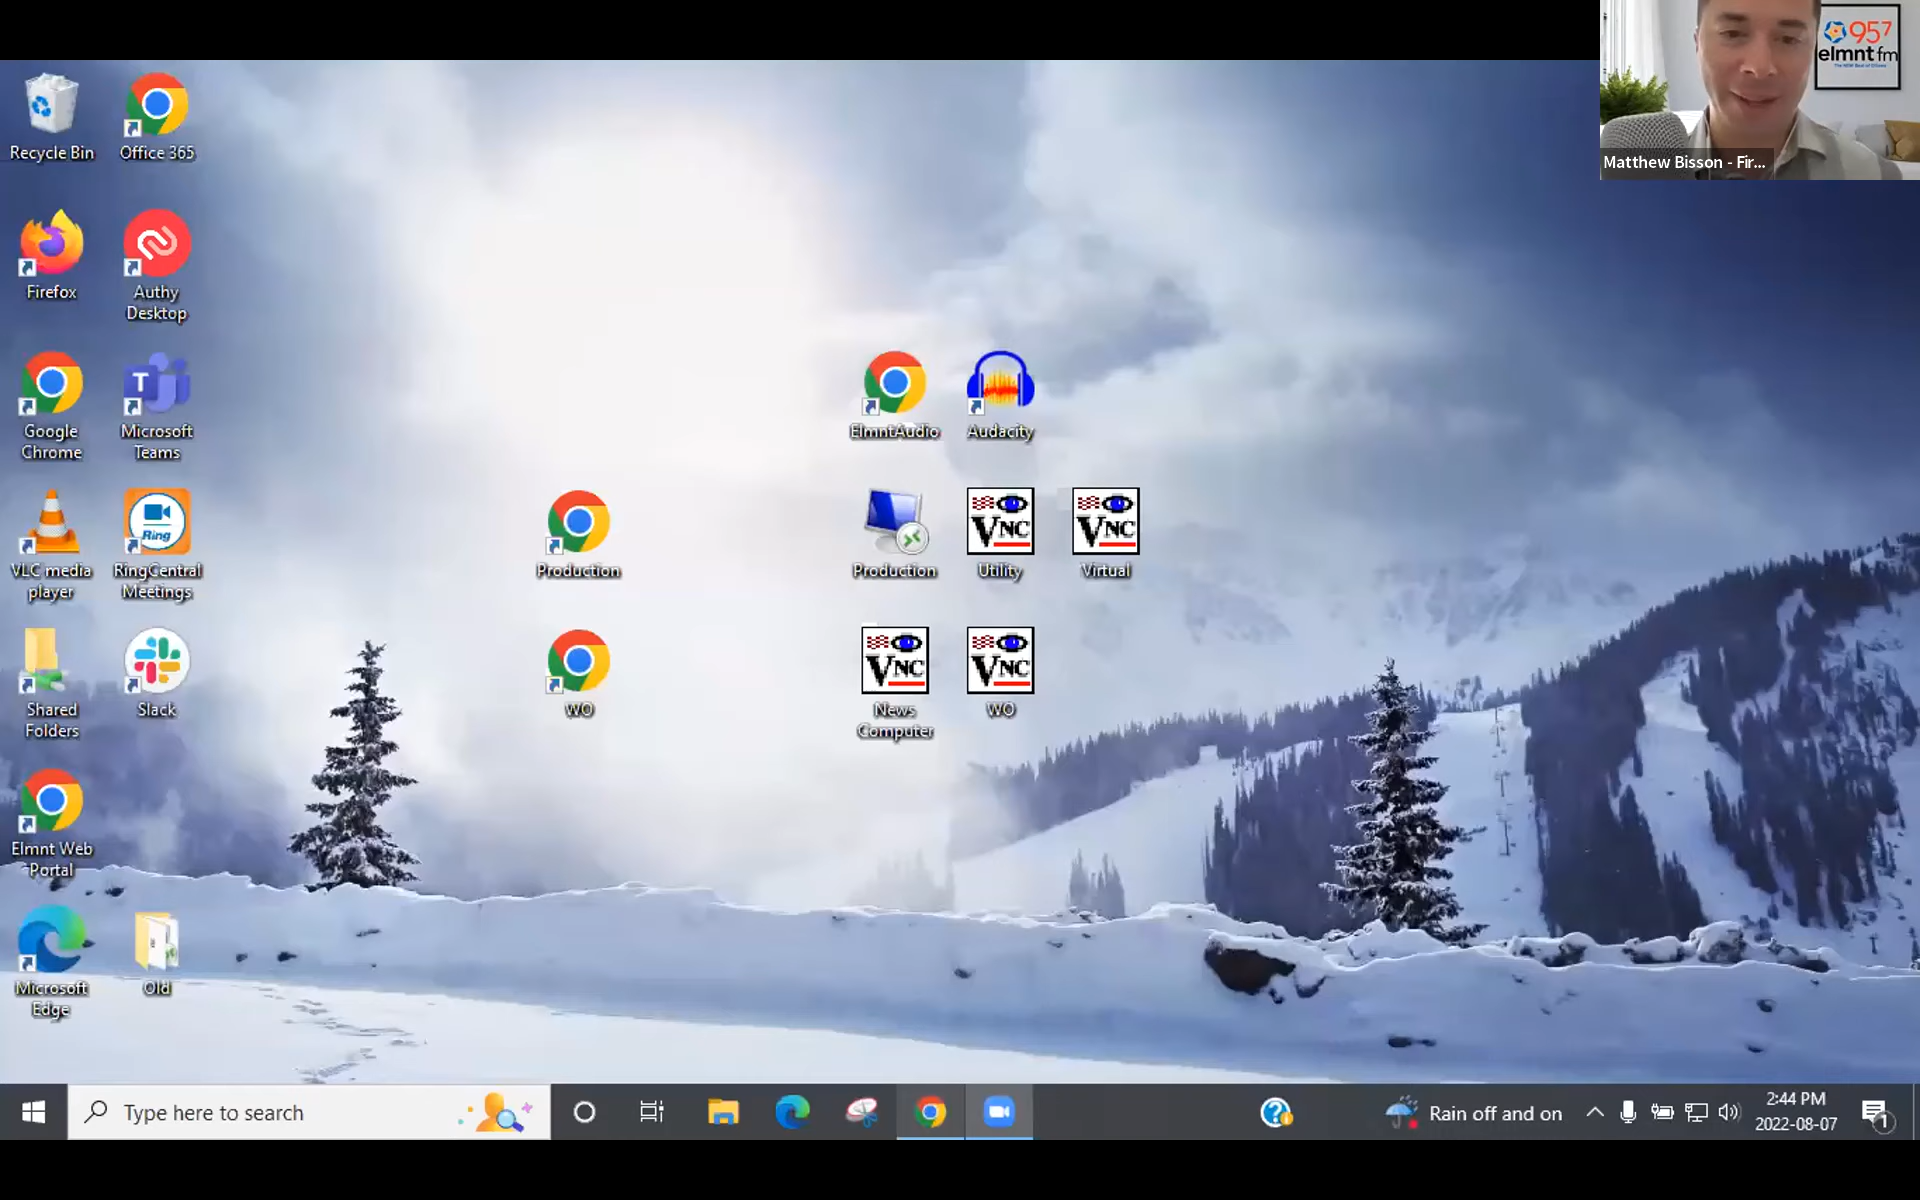 957
elmnt fm
Matthew Bisson - Fir...
Recycle Bin
Office 365
Firefox
Authy
Desktop
Google
Chrome
T
Microsoft
Teams
ElmntAudio
Audacity
VLC media
player
Ring
RingCentral
Meetings
Production
Production
VNC
Utility
VNC
Virtual
Shared
Folders
Slack
WO
VNC
News
Computer
VNC
WO
Elmnt Web
Portal
Microsoft
Edge
Old
Type here to search
Rain off and on
2:44 PM
2022-08-07
1